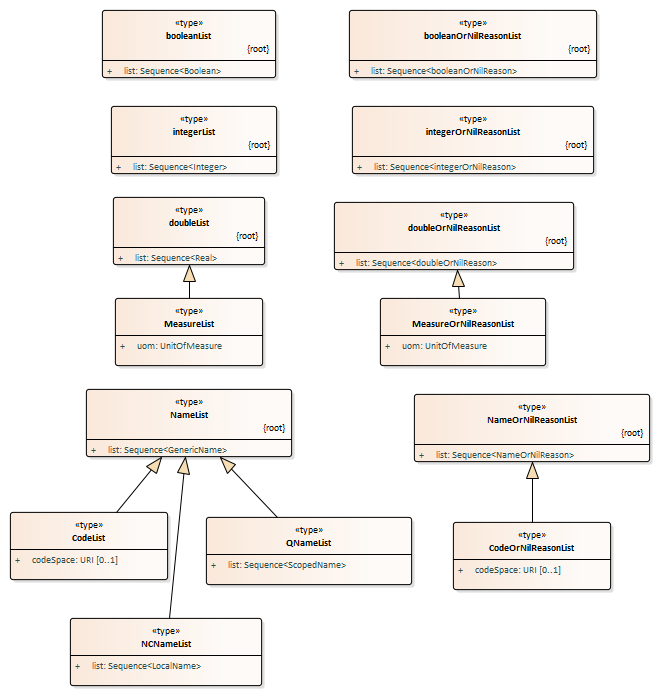 «type»
booleanList
{root}
+ list: Sequence<Boolean>
«type»
booleanOrNilReasonList
{root}
+ list: Sequence<booleanOrNilReason>
«type»
integerList
{root}
+ list: Sequence<Integer>
«type»
integerOrNilReasonList
{root}
+ list: Sequence<integerOrNilReason>
«type»
doubleList
{root}
+ list: Sequence<Real>
«type»
doubleOrNilReasonList
{root}
+ list: Sequence<doubleOrNilReason>
«type»
MeasureList
+ uom: UnitOfMeasure
«type»
MeasureOrNilReasonList
+ uom: UnitOfMeasure
«type»
NameList
{root}
+ list: Sequence<GenericName>
«type»
NameOrNilReasonList
{root}
+ list: Sequence<NameOrNilReason>
«type»
CodeList
+ codeSpace: URI [0..1]
«type»
QNameList
+ list: Sequence<ScopedName>
«type»
CodeOrNilReasonList
+ codeSpace: URI [0..1]
«type»
NCNameList
+ list: Sequence<LocalName>